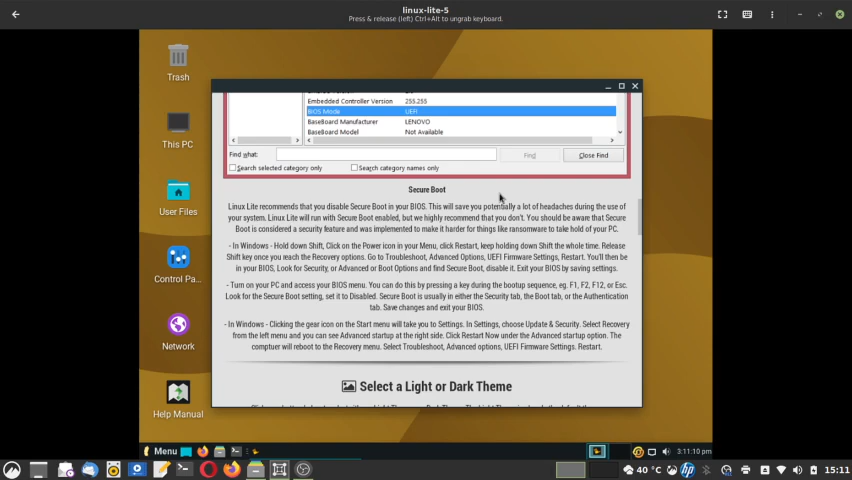 linux-lite-5
Press & release (left) Ctrl+Alt to ungrab keyboard.
Trash
This PC
User Files
Control Pa...
Network
Help Manual
Embedded Controller Version 255.255
BIOS Mode UEFI
BaseBoard Manufacturer LENOVO
BaseBoard Model Not Available
Find what:
Find
Close Find
Search selected category only
Search category names only
Secure Boot
Linux Lite recommends that you disable Secure Boot in your BIOS. This will save you potentially a lot of headaches during the use of
your system. Linux Lite will run with Secure Boot enabled, but we highly recommend that you don't. You should be aware that Secure
Boot is considered a security feature and was implemented to make it harder for things like ransomware to take hold of your PC.
- In Windows - Hold down Shift, Click on the Power icon in your Menu, click Restart, keep holding down Shift the whole time. Release
Shift key once you reach the Recovery options. Go to Troubleshoot, Advanced Options, UEFI Firmware Settings, Restart. You'll then be
in your BIOS, Look for Security, or Advanced or Boot Options and find Secure Boot, disable it. Exit your BIOS by saving settings.
- Turn on your PC and access your BIOS menu. You can do this by pressing a key during the bootup sequence, eg. F1, F2, F12, or Esc.
Look for the Secure Boot setting, set it to Disabled. Secure Boot is usually in either the Security tab, the Boot tab, or the Authentication
tab. Save changes and exit your BIOS.
- In Windows - Clicking the gear icon on the Start menu will take you to Settings. In Settings, choose Update & Security. Select Recovery
from the left menu and you can see Advanced startup at the right side. Click Restart Now under the Advanced startup option. The
comptuer will reboot to the Recovery menu. Select Troubleshoot, Advanced options, UEFI Firmware Settings. Restart.
Select a Light or Dark Theme
Menu
3:11:10 pm
40 °C
hp
15:11